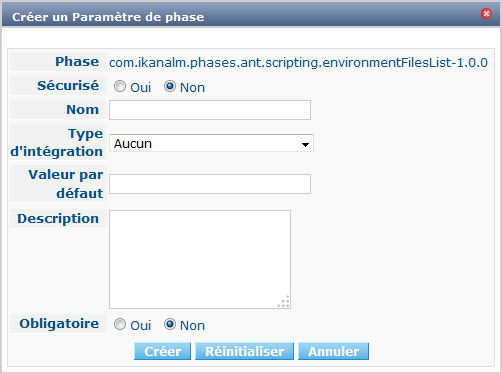 Créer un Paramètre de phase
Phase com.ikanalm.phases.ant.scripting.environmentFilesList-1.0.0
Sécurisé Oui Non
Nom
Type d'intégration Aucun
Valeur par défaut
Description
Obligatoire Oui Non
Créer Réinitialiser Annuler